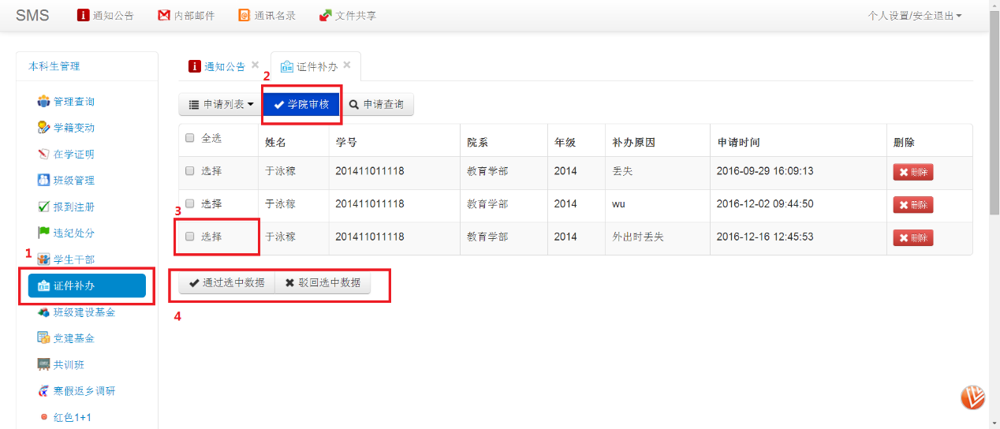 SMS 通知公告 内部邮件 通讯名录 文件共享 个人设置/安全退出
本科生管理
管理查询
学籍变动
在学证明
班级管理
报到注册
违纪处分
1 学生干部
证件补办
班级建设基金
党建基金
共训班
寒假返乡调研
红色1+1
通知公告 证件补办
2
申请列表 学院审核 申请查询
全选 姓名 学号 院系 年级 补办原因 申请时间 删除
选择 于泳稼 201411011118 教育学部 2014 丢失 2016-09-29 16:09:13 删除
选择 于泳稼 201411011118 教育学部 2014 wu 2016-12-02 09:44:50 删除
3
选择 于泳稼 201411011118 教育学部 2014 外出时丢失 2016-12-16 12:45:53 删除
通过选中数据 驳回选中数据
4